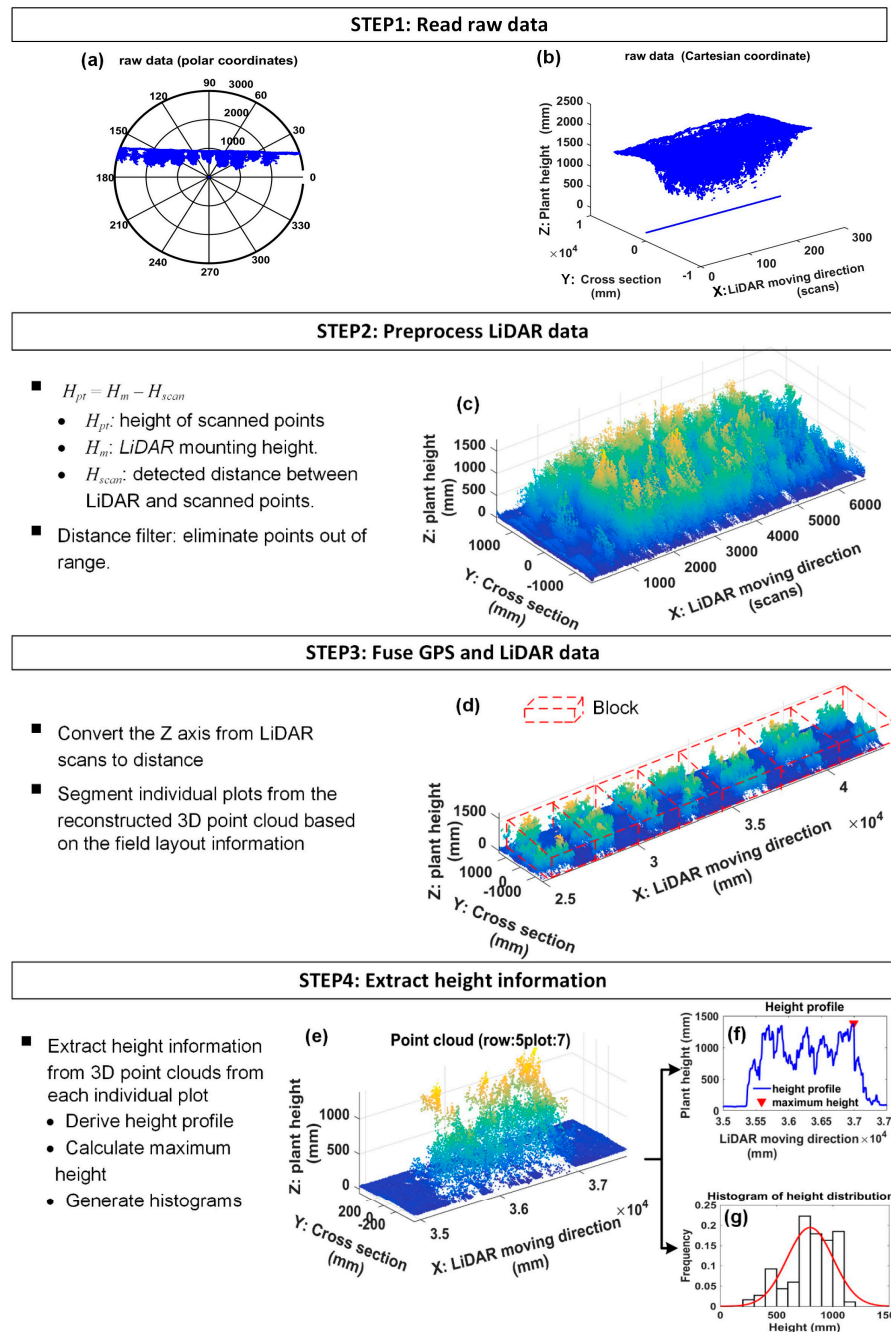 STEP1: Read raw data
(a)
raw data (polar coordinates)
90
3000
120
60
2000
150
30
1000
180
0
210
330
240
300
270
(b)
raw data (Cartesian coordinate)
Z: Plant height (mm)
2500
2000
1500
1000
500
0
1
×10⁴
0
-1
Y: Cross section
(mm)
0
100
200
300
X: LiDAR moving direction
(scans)
STEP2: Preprocess LiDAR data
■ Hpt = Hm – Hscan
• Hpt: height of scanned points
• Hm: LiDAR mounting height.
• Hscan: detected distance between
LiDAR and scanned points.
■ Distance filter: eliminate points out of
range.
(c)
Z: plant height
(mm)
1500
1000
500
0
1000
0
-1000
Y: Cross section
(mm)
1000
2000
3000
4000
5000
6000
X: LiDAR moving direction
(scans)
STEP3: Fuse GPS and LiDAR data
■ Convert the Z axis from LiDAR
scans to distance
■ Segment individual plots from the
reconstructed 3D point cloud based
on the field layout information
(d)
Block
Z: plant height
(mm)
1500
0
1000
0
-1000
Y: Cross section
(mm)
2.5
3
3.5
4
×10⁴
X: LiDAR moving direction
(mm)
STEP4: Extract height information
■ Extract height information
from 3D point clouds from
each individual plot
• Derive height profile
• Calculate maximum
height
• Generate histograms
(e)
Point cloud (row:5plot:7)
Z: plant height
(mm)
1000
500
0
200
-200
Y: Cross section
(mm)
3.5
3.6
3.7
×10⁴
X: LiDAR moving direction
(mm)
Height profile
(f)
Plant height (mm)
1500
1000
500
0
height profile
maximum height
3.5
3.55
3.6
3.65
3.7
3.7
LiDAR moving direction ×10⁴
(mm)
Histogram of height distribution
(g)
Frequency
0.25
0.2
0.15
0.1
0.05
0
0
500
1000
150
Height (mm)